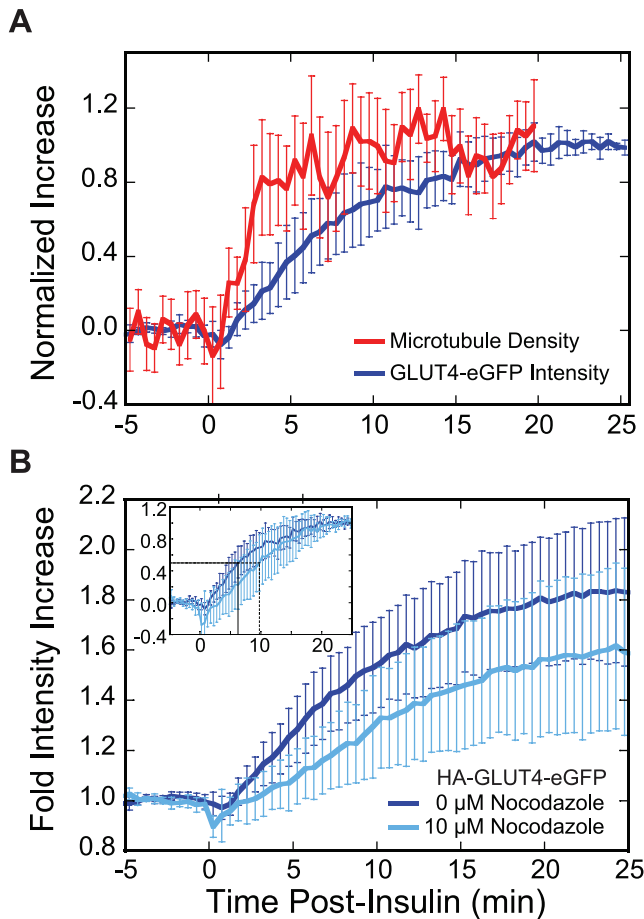 A
Normalized Increase
1.2
0.8
0.4
0.0
-0.4
Microtubule Density
GLUT4-eGFP Intensity
-5 0 5 10 15 20 25
B
Fold Intensity Increase
2.2
2.0
1.8
1.6
1.4
1.2
1.0
0.8
1.2
0.8
0.4
0.0
-0.4
0 10 20
HA-GLUT4-eGFP
0 µM Nocodazole
10 µM Nocodazole
-5 0 5 10 15 20 25
Time Post-Insulin (min)